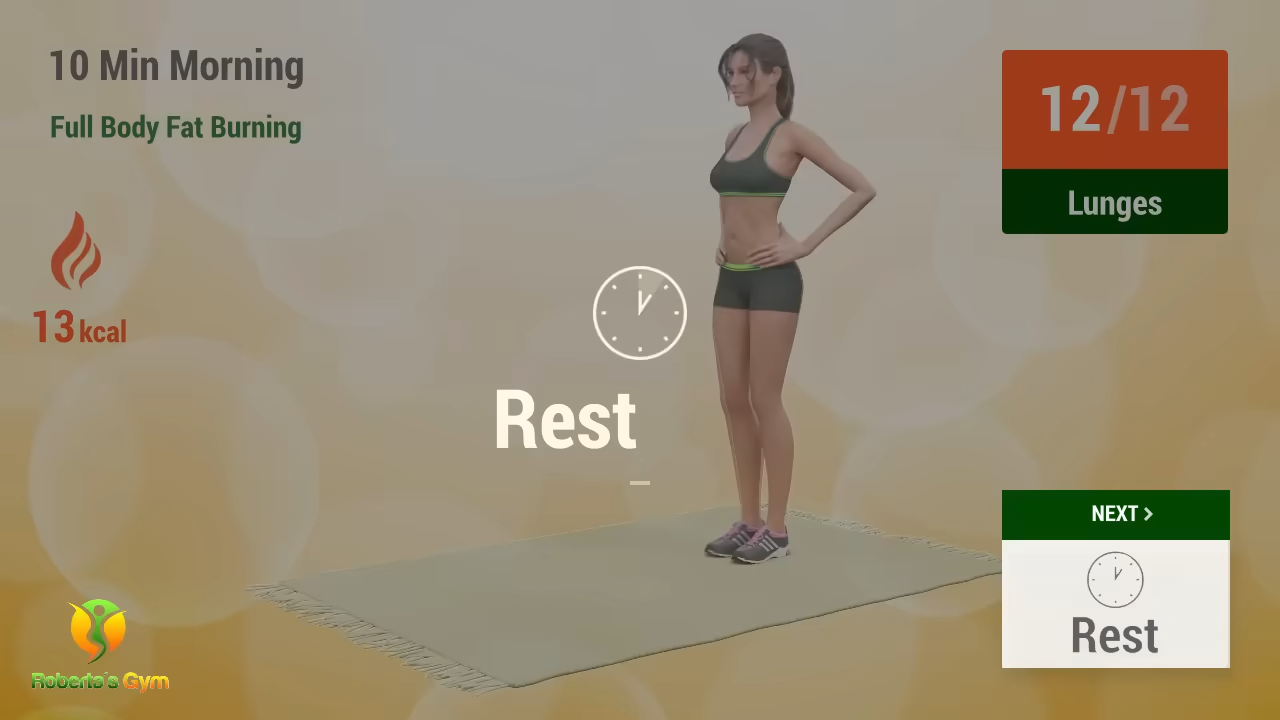 10 Min Morning
Full Body Fat Burning
12/12
Lunges
13 kcal
Rest
NEXT >
Rest
Roberta's Gym